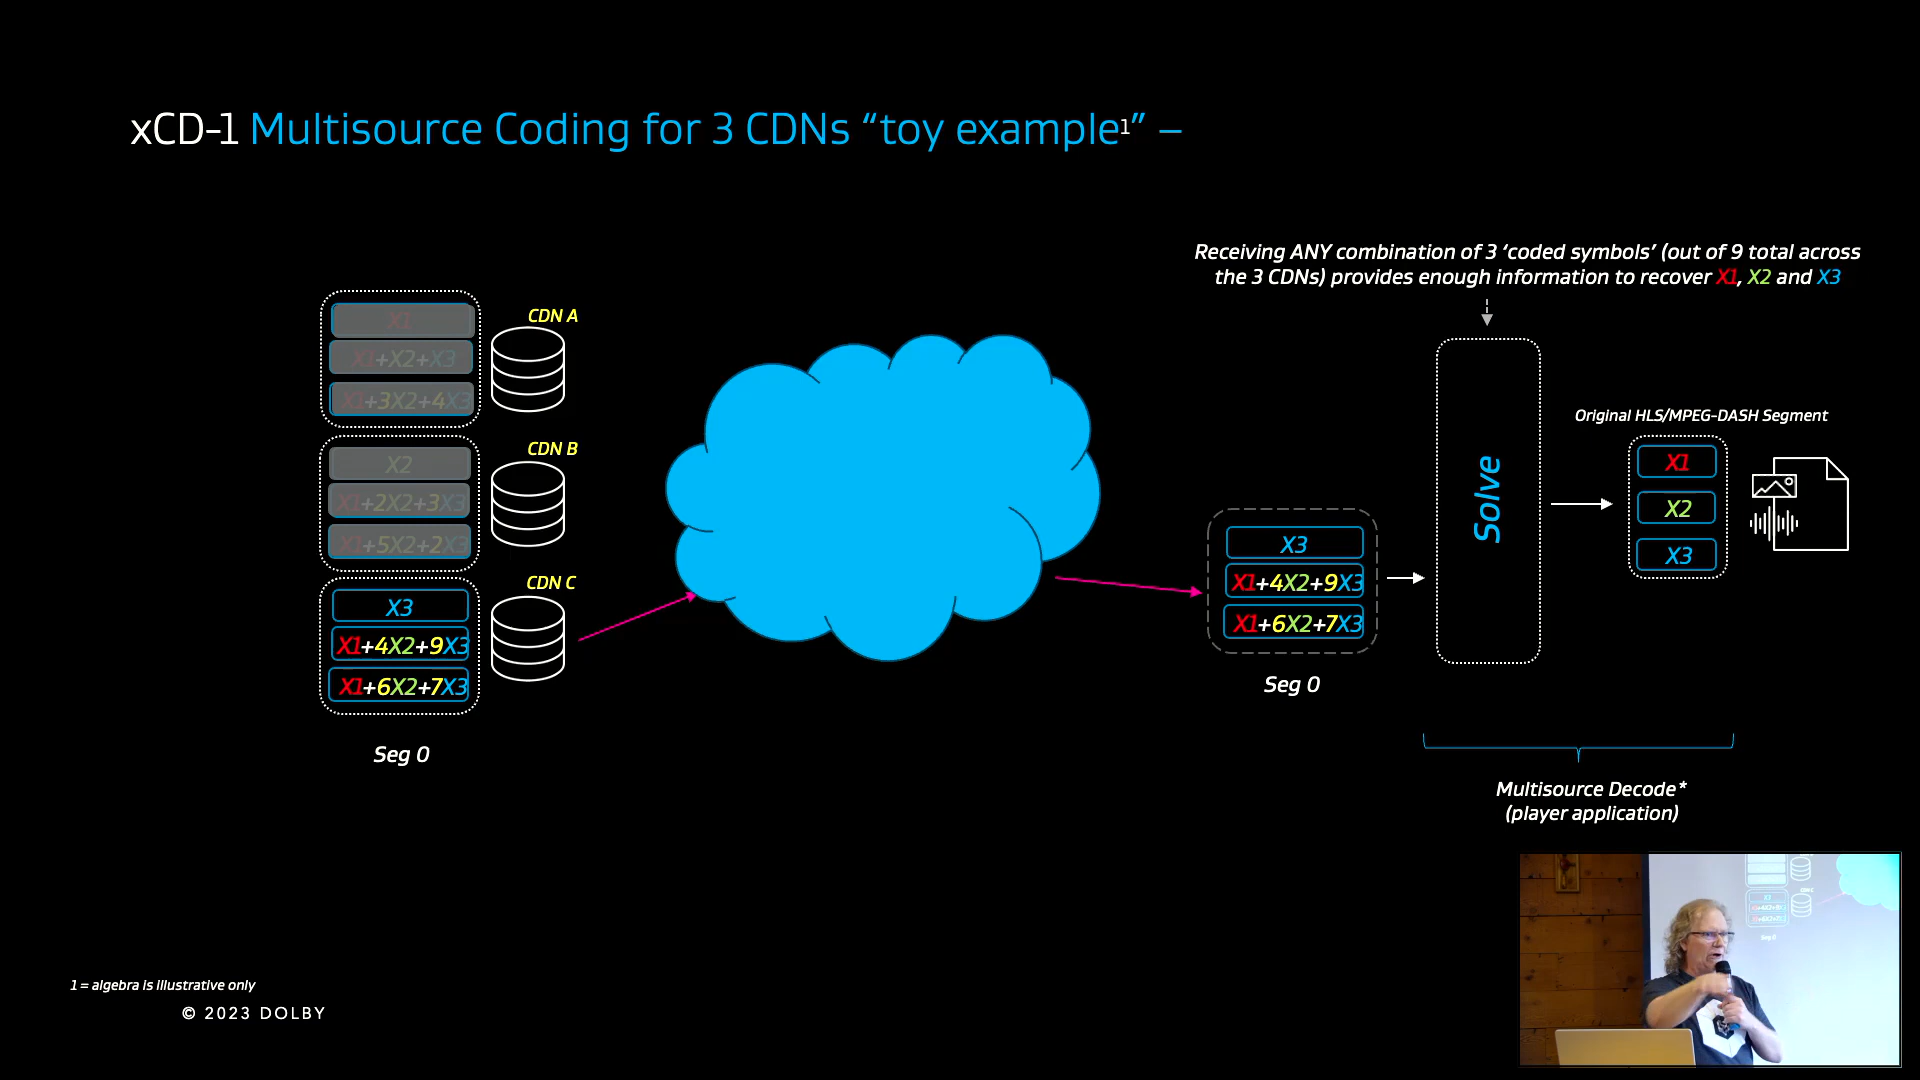 xCD-1 Multisource Coding for 3 CDNs “toy example1” –
Receiving ANY combination of 3 ‘coded symbols’ (out of 9 total across
the 3 CDNs) provides enough information to recover X1, X2 and X3
CDN A
X1
X1+X2+X3
X1+3X2+4X3
CDN B
X2
X1+2X2+3X3
X1+5X2+2X3
CDN C
X3
X1+4X2+9X3
X1+6X2+7X3
Seg 0
X3
X1+4X2+9X3
X1+6X2+7X3
Seg 0
Solve
Original HLS/MPEG-DASH Segment
X1
X2
X3
Multisource Decode*
(player application)
1 = algebra is illustrative only
© 2023 DOLBY
Seg 0